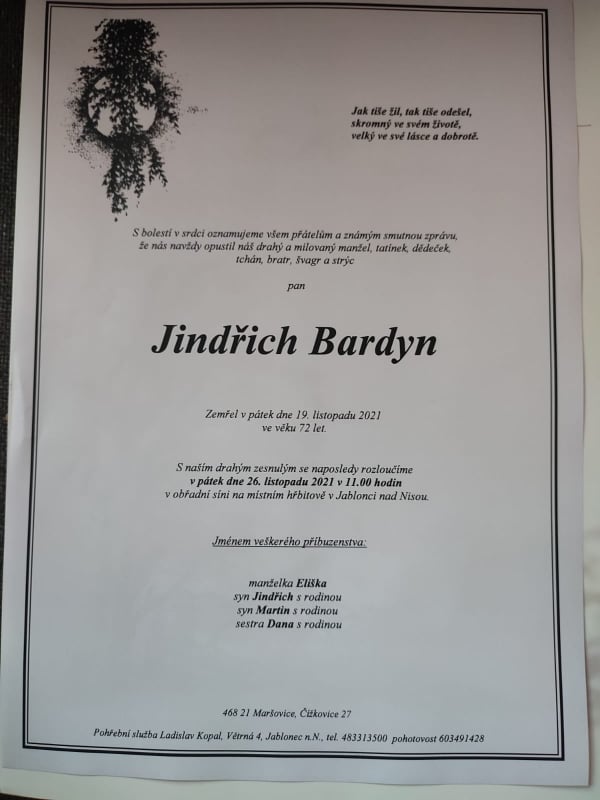 Jak tiše žil, tak tiše odešel,
skromný ve svém životě,
velký ve své lásce a dobrotě.
S bolestí v srdci oznamujeme všem přátelům a známým smutnou zprávu,
že nás navždy opustil náš drahý a milovaný manžel, tatínek, dědeček,
tchán, bratr, švagr a strýc
pan
Jindřich Bardyn
Zemřel v pátek dne 19. listopadu 2021
ve věku 72 let.
S naším drahým zesnulým se naposledy rozloučíme
v pátek dne 26. listopadu 2021 v 11.00 hodin
v obřadní síni na místním hřbitově v Jablonci nad Nisou.
Jménem veškerého příbuzenstva:
manželka Eliška
syn Jindřich s rodinou
syn Martin s rodinou
sestra Dana s rodinou
468 21 Maršovice, Čížkovice 27
Pohřební služba Ladislav Kopal, Větrná 4, Jablonec n.N., tel. 483313500 pohotovost 603491428